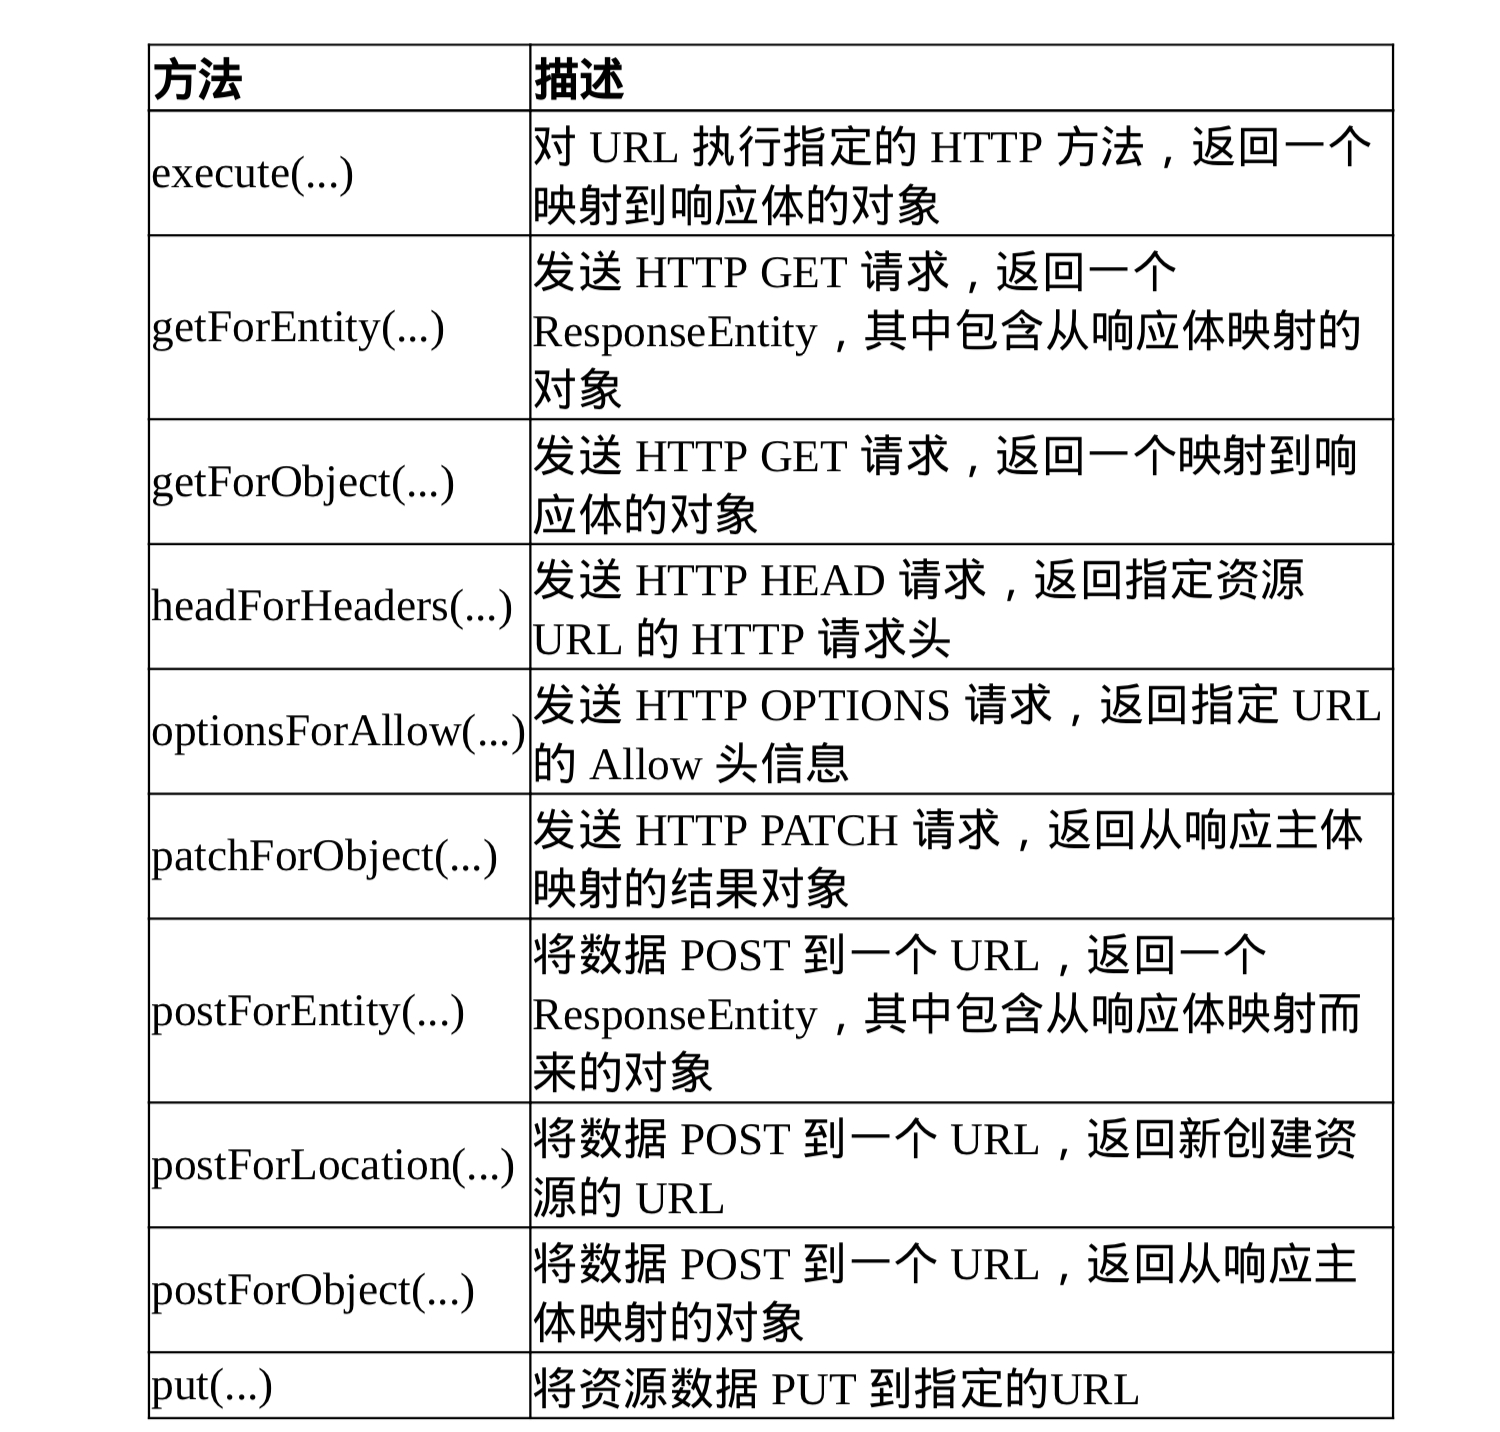 方法
描述
execute(...)
对 URL 执行指定的 HTTP 方法，返回一个
映射到响应体的对象
getForEntity(...)
发送 HTTP GET 请求，返回一个
ResponseEntity，其中包含从响应体映射的
对象
getForObject(...)
发送 HTTP GET 请求，返回一个映射到响
应体的对象
headForHeaders(...)
发送 HTTP HEAD 请求，返回指定资源
URL 的 HTTP 请求头
optionsForAllow(...)
发送 HTTP OPTIONS 请求，返回指定 URL
的 Allow 头信息
patchForObject(...)
发送 HTTP PATCH 请求，返回从响应主体
映射的结果对象
postForEntity(...)
将数据 POST 到一个 URL，返回一个
ResponseEntity，其中包含从响应体映射而
来的对象
postForLocation(...)
将数据 POST 到一个 URL，返回新创建资
源的 URL
postForObject(...)
将数据 POST 到一个 URL，返回从响应主
体映射的对象
put(...)
将资源数据 PUT 到指定的URL